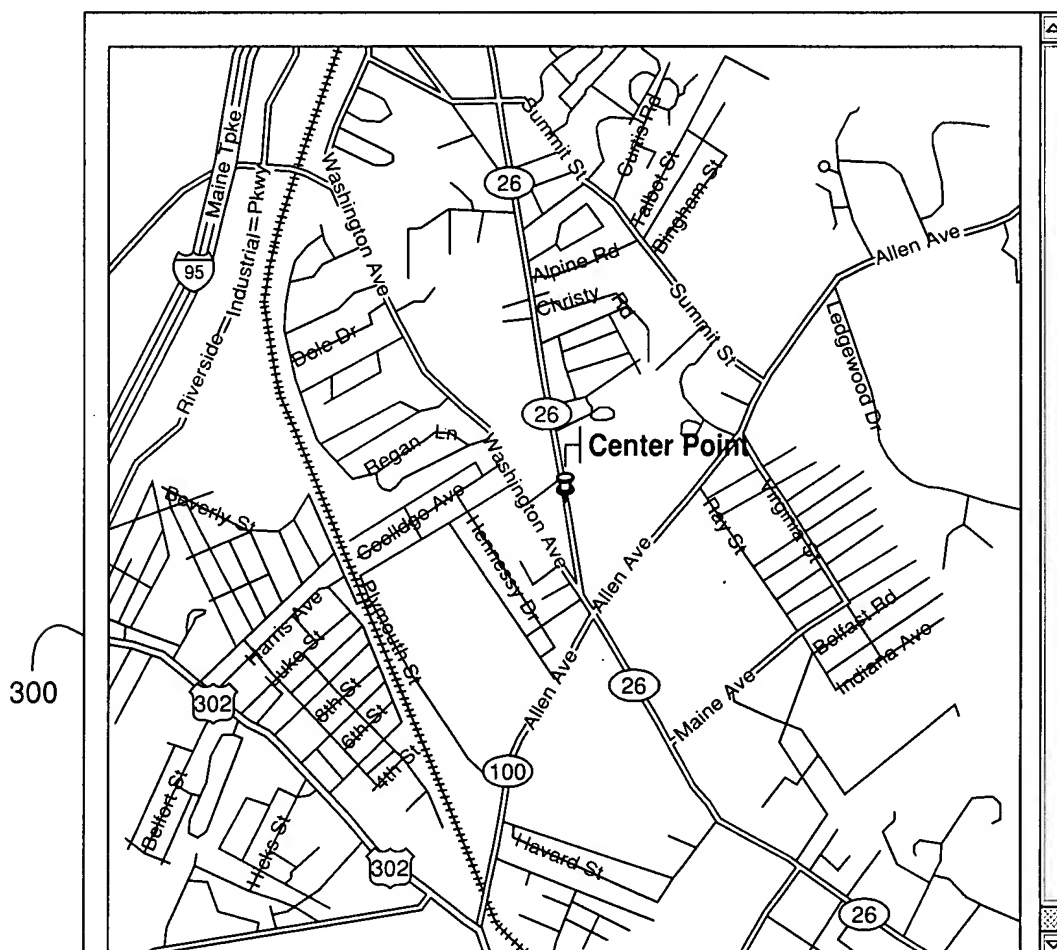 Maine Tpke
Riverside
Industrial
Pkwy
95
Washington Ave
26
Summit St
Curtis Rd
Talbot St
Bingham St
Alpine Rd
Christy Rd
Summit St
Allen Ave
Ledgewood Dr
Dole Dr
26
Center Point
Regan Ln
Washington Ave
Beverly St
Coolidge Ave
Hennessy Dr
Allen Ave
Ray St
Virginia St
Plymouth St
Harris Ave
Luke St
8th St
6th St
4th St
Belfast Rd
Indiana Ave
300
302
Allen Ave
26
Maine Ave
100
Belfort St
Hicks St
302
Havard St
26